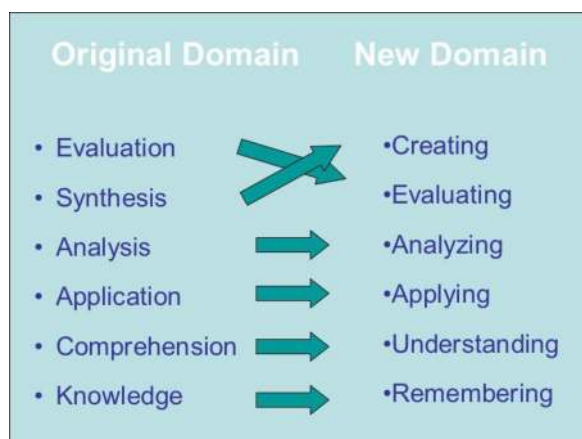 Original Domain New Domain
• Evaluation •Creating
• Synthesis •Evaluating
• Analysis •Analyzing
• Application •Applying
• Comprehension •Understanding
• Knowledge •Remembering